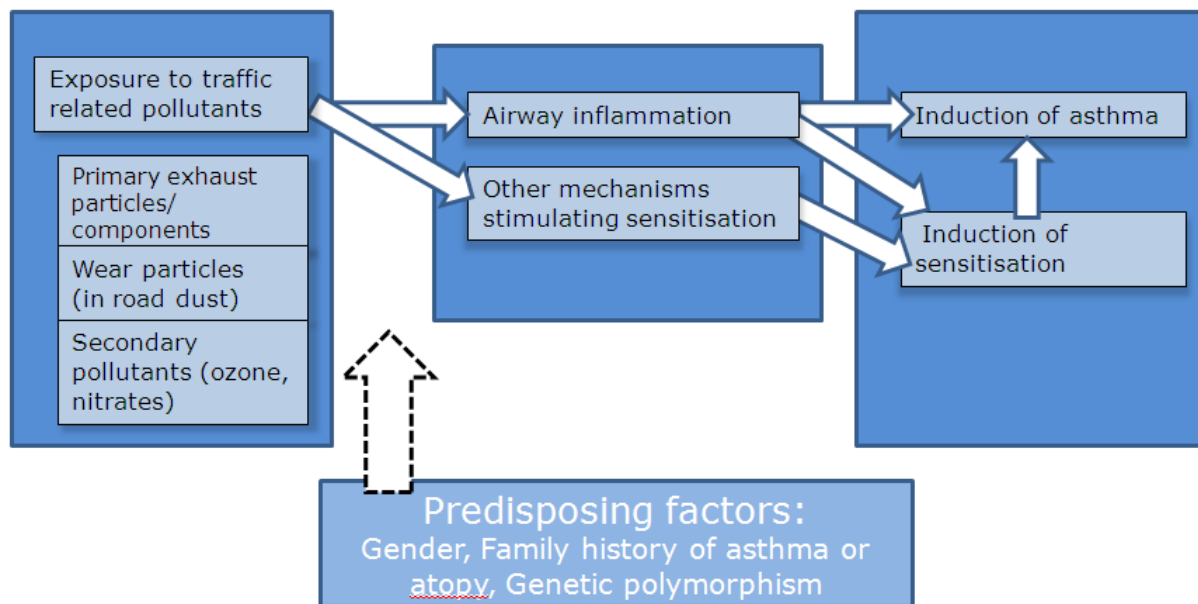 Exposure to traffic
related pollutants
Primary exhaust
particles/
components
Wear particles
(in road dust)
Secondary
pollutants (ozone,
nitrates)
Airway inflammation
Other mechanisms
stimulating sensitisation
Induction of asthma
Induction of
sensitisation
Predisposing factors:
Gender, Family history of asthma or
atopy, Genetic polymorphism